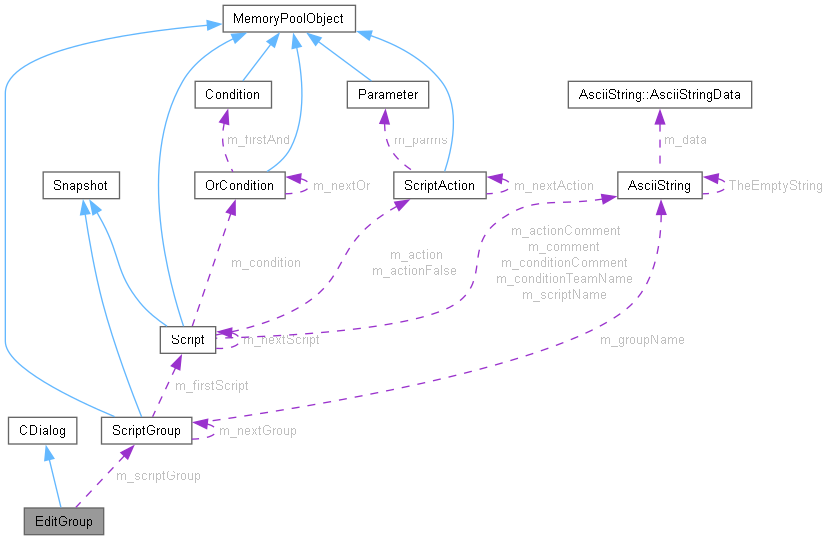 MemoryPoolObject
Condition
Parameter
AsciiString::AsciiStringData
m_firstAnd
m_parms
m_data
Snapshot
OrCondition
m_nextOr
ScriptAction
m_nextAction
AsciiString
TheEmptyString
m_condition
m_action
m_actionFalse
m_actionComment
m_comment
m_conditionComment
m_conditionTeamName
m_scriptName
Script
m_nextScript
m_groupName
m_firstScript
CDialog
ScriptGroup
m_nextGroup
m_scriptGroup
EditGroup